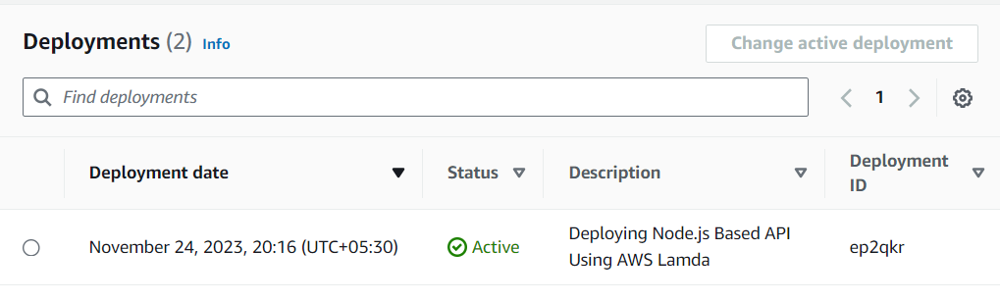 Deployments (2) Info
Change active deployment
Find deployments
1
Deployment date
Status
Description
Deployment
ID
November 24, 2023, 20:16 (UTC+05:30)
Active
Deploying Node.js Based API
Using AWS Lamda
ep2qkr